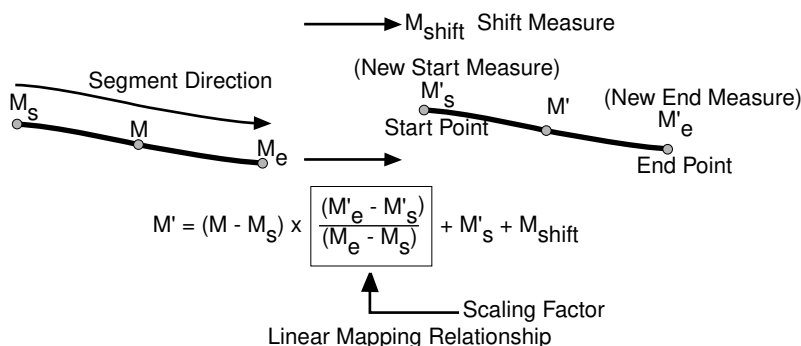 M_shift Shift Measure
Segment Direction
(New Start Measure)
M_s
M
M_e
M'_s
Start Point
M'
(New End Measure)
M'_e
End Point
M' = (M - M_s) x (M'_e - M'_s) / (M_e - M_s) + M'_s + M_shift
Scaling Factor
Linear Mapping Relationship